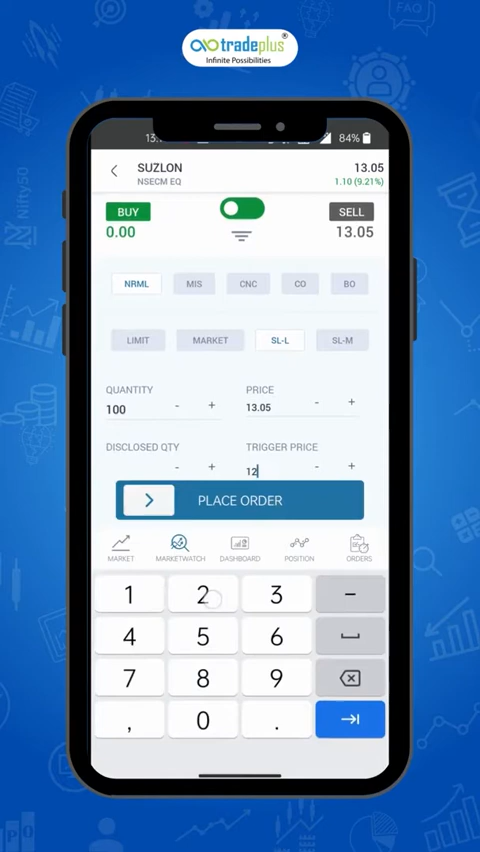 tradeplus®
Infinite Possibilities
FAQ
Nifty50
84%
SUZLON
13.05
NSECM EQ
1.10 (9.21%)
BUY
SELL
0.00
13.05
NRML
MIS
CNC
CO
BO
LIMIT
MARKET
SL-L
SL-M
QUANTITY
PRICE
100
-
+
13.05
-
+
DISCLOSED QTY
TRIGGER PRICE
-
+
12
-
+
PLACE ORDER
MARKET
MARKETWATCH
DASHBOARD
POSITION
ORDERS
1
2
3
-
4
5
6
7
8
9
,
0
.